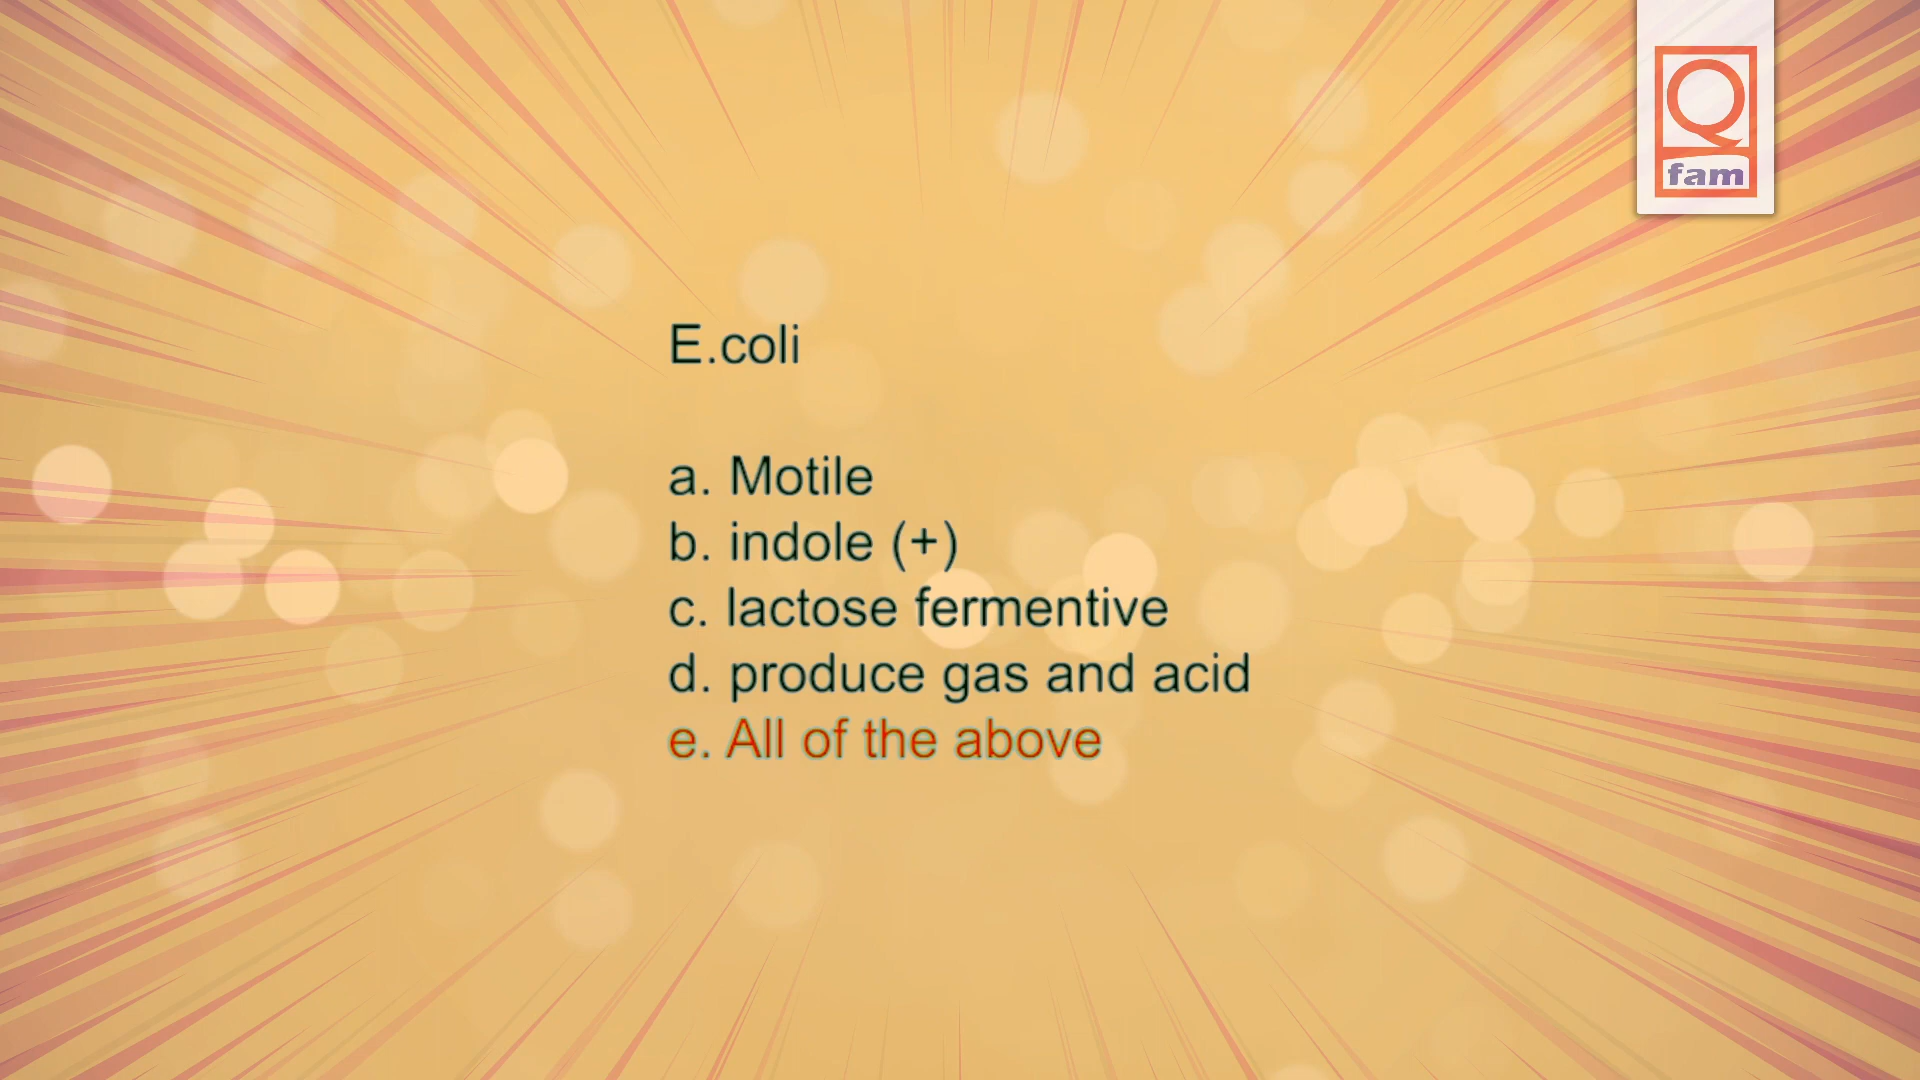 Q
fam
E.coli
a. Motile
b. indole (+)
c. lactose fermentive
d. produce gas and acid
e. All of the above